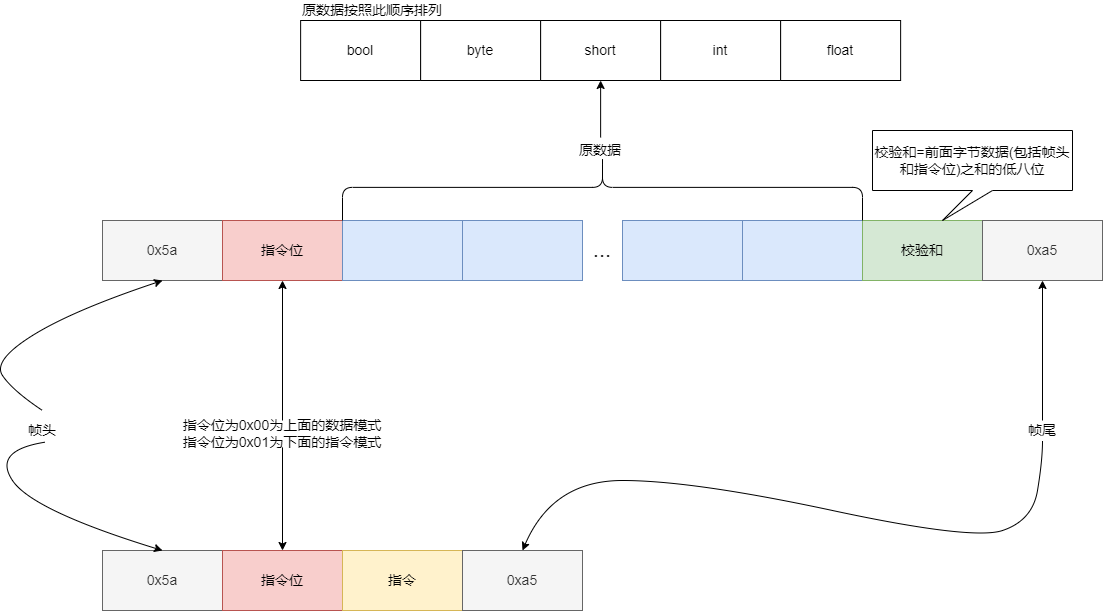 原数据按照此顺序排列
bool
byte
short
int
float
原数据
校验和=前面字节数据(包括帧头
和指令位)之和的低八位
0x5a
指令位
...
校验和
0xa5
指令位为0x00为上面的数据模式
指令位为0x01为下面的指令模式
帧头
帧尾
0x5a
指令位
指令
0xa5